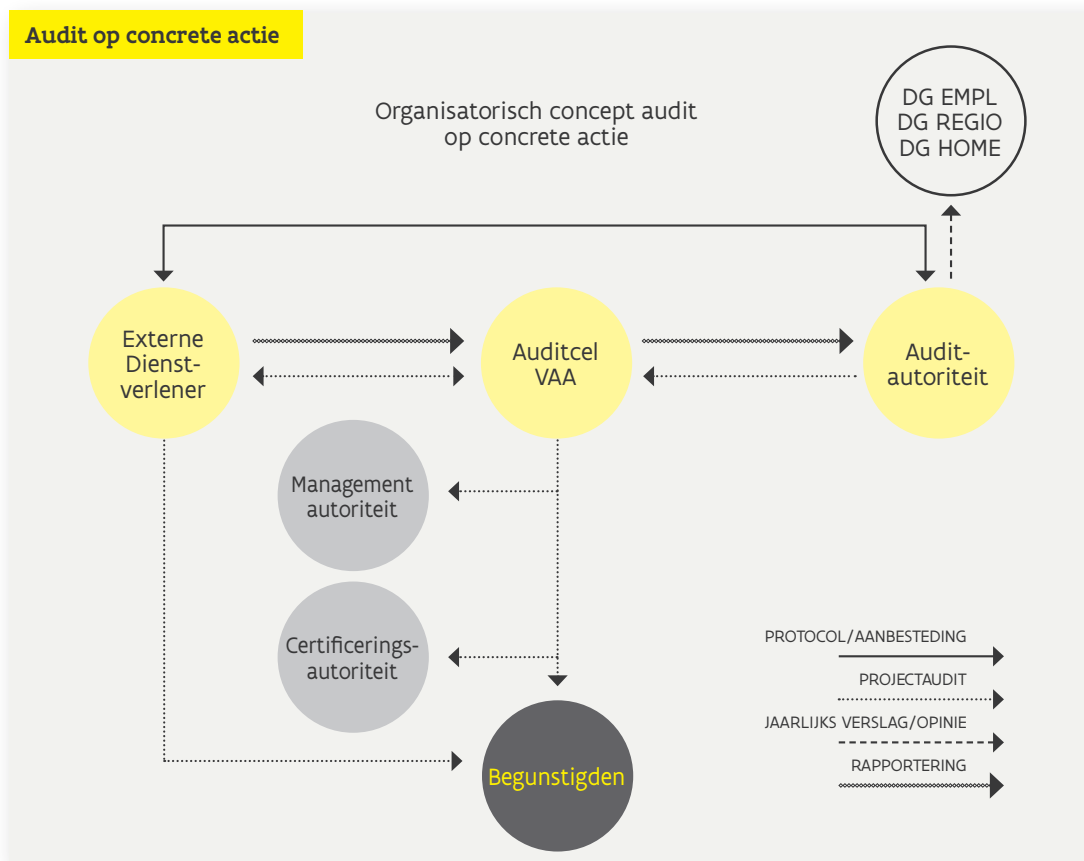 Audit op concrete actie
Organisatorisch concept audit
op concrete actie
DG EMPL
DG REGIO
DG HOME
Externe
Dienst-
verlener
Auditcel
VAA
Audit-
autoriteit
Management
autoriteit
Certificerings-
autoriteit
Begunstigden
PROTOCOL/AANBESTEDING
PROJECTAUDIT
JAARLIJKS VERSLAG/OPINIE
RAPPORTERING